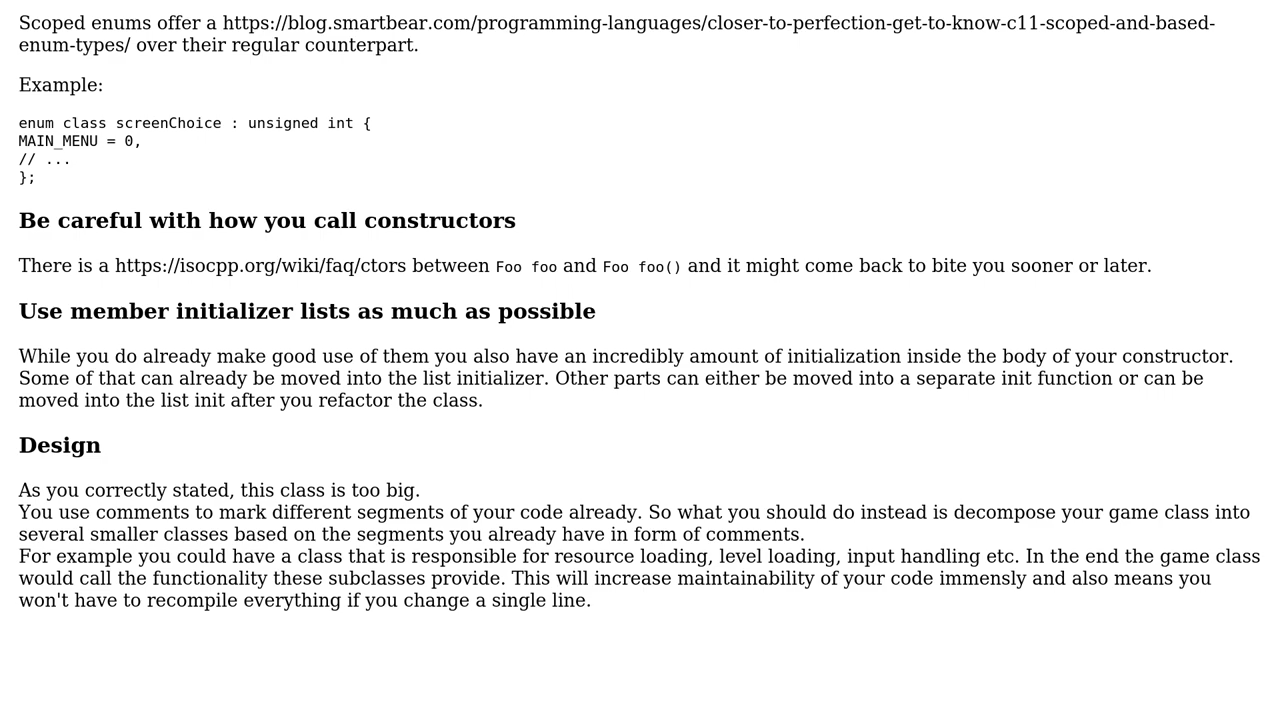 Scoped enums offer a https://blog.smartbear.com/programming-languages/closer-to-perfection-get-to-know-c11-scoped-and-based-
enum-types/ over their regular counterpart.
Example:
enum class screenChoice : unsigned int {
MAIN_MENU = 0,
// ...
};
Be careful with how you call constructors
There is a https://isocpp.org/wiki/faq/ctors between Foo foo and Foo foo() and it might come back to bite you sooner or later.
Use member initializer lists as much as possible
While you do already make good use of them you also have an incredibly amount of initialization inside the body of your constructor.
Some of that can already be moved into the list initializer. Other parts can either be moved into a separate init function or can be
moved into the list init after you refactor the class.
Design
As you correctly stated, this class is too big.
You use comments to mark different segments of your code already. So what you should do instead is decompose your game class into
several smaller classes based on the segments you already have in form of comments.
For example you could have a class that is responsible for resource loading, level loading, input handling etc. In the end the game class
would call the functionality these subclasses provide. This will increase maintainability of your code immensly and also means you
won't have to recompile everything if you change a single line.